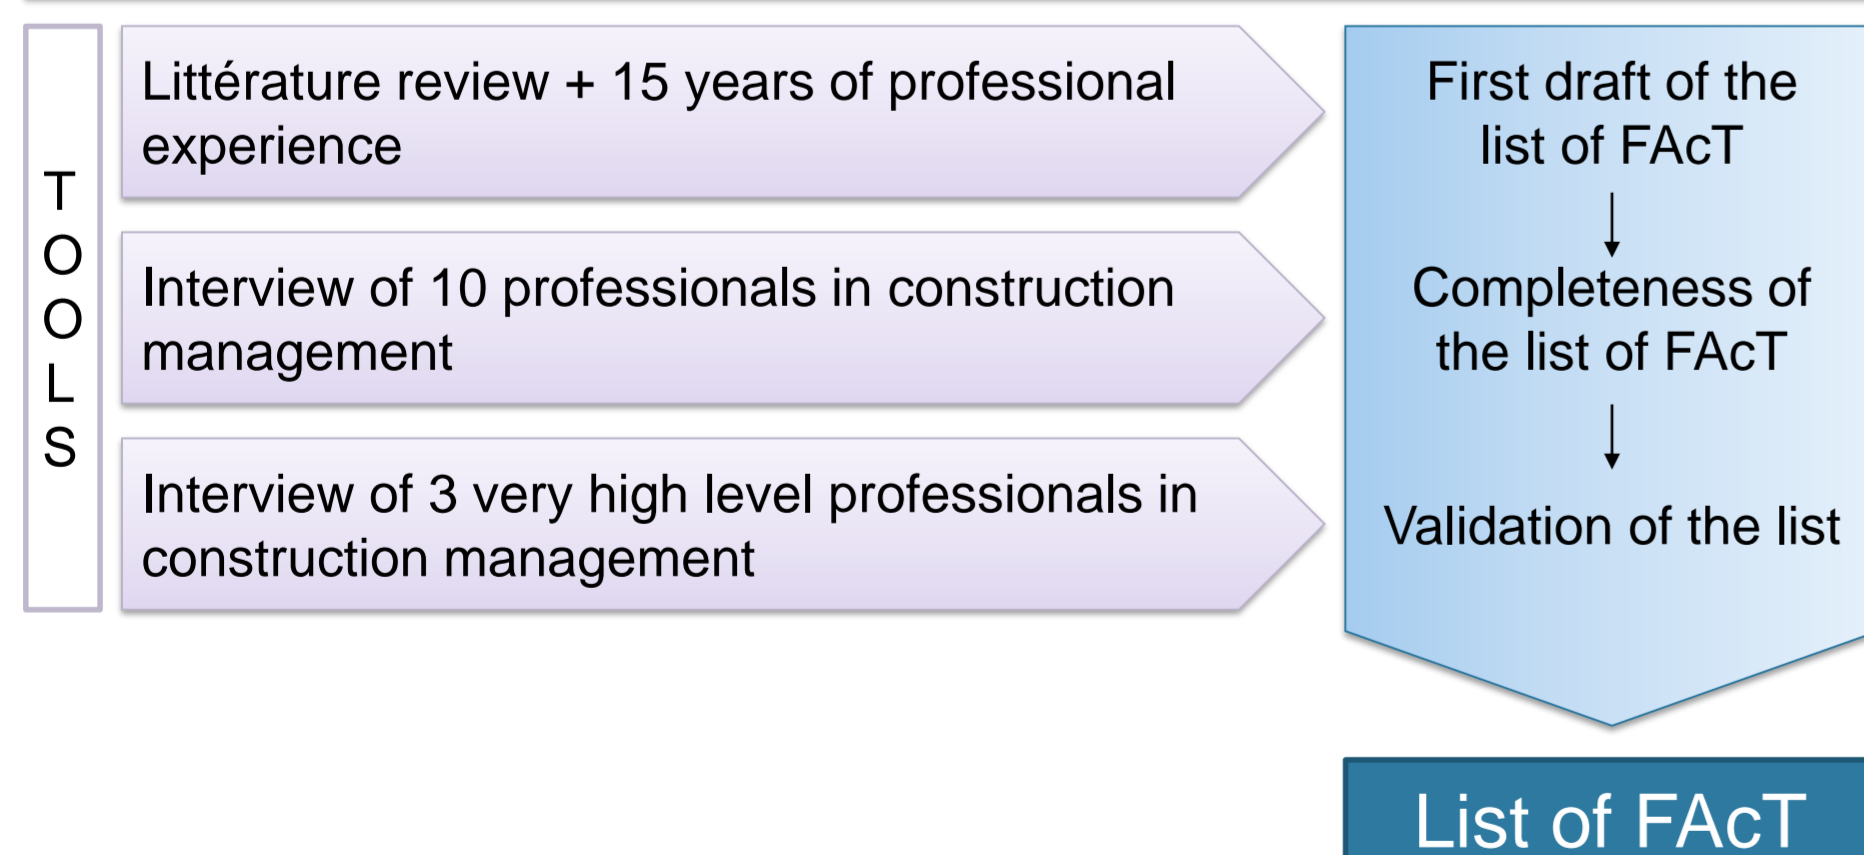 TOOLS
Littérature review + 15 years of professional
experience
Interview of 10 professionals in construction
management
Interview of 3 very high level professionals in
construction management
First draft of the
list of FAcT
Completeness of
the list of FAcT
Validation of the list
List of FAcT